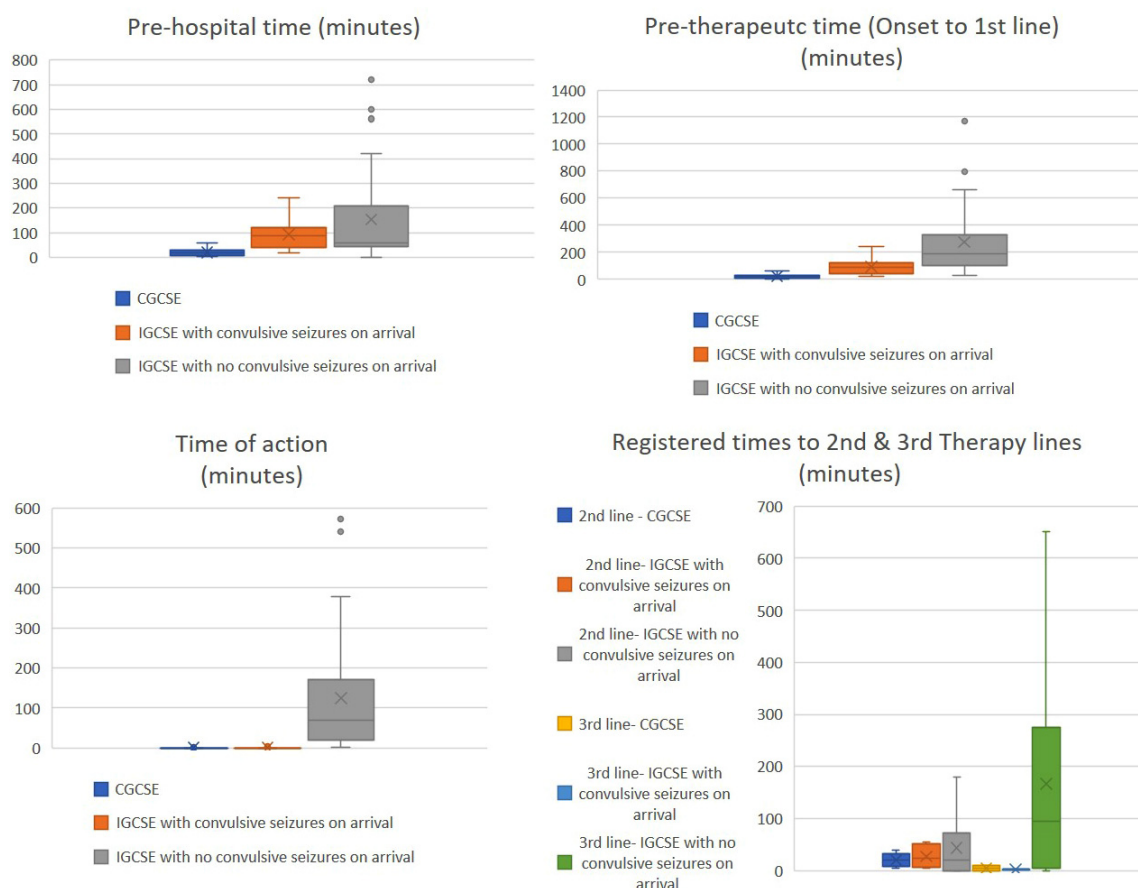 Pre-hospital time (minutes)
800
700
600
500
400
300
200
100
0
CGCSE
IGCSE with convulsive seizures on arrival
IGCSE with no convulsive seizures on arrival
Pre-therapeutc time (Onset to 1st line)
(minutes)
1400
1200
1000
800
600
400
200
0
CGCSE
IGCSE with convulsive seizures on arrival
IGCSE with no convulsive seizures on arrival
Time of action
(minutes)
600
500
400
300
200
100
0
CGCSE
IGCSE with convulsive seizures on arrival
IGCSE with no convulsive seizures on arrival
Registered times to 2nd & 3rd Therapy lines
(minutes)
2nd line - CGCSE
2nd line- IGCSE with
convulsive seizures on
arrival
2nd line- IGCSE with no
convulsive seizures on
arrival
3rd line- CGCSE
3rd line- IGCSE with
convulsive seizures on
arrival
3rd line- IGCSE with no
convulsive seizures on
arrival
700
600
500
400
300
200
100
0